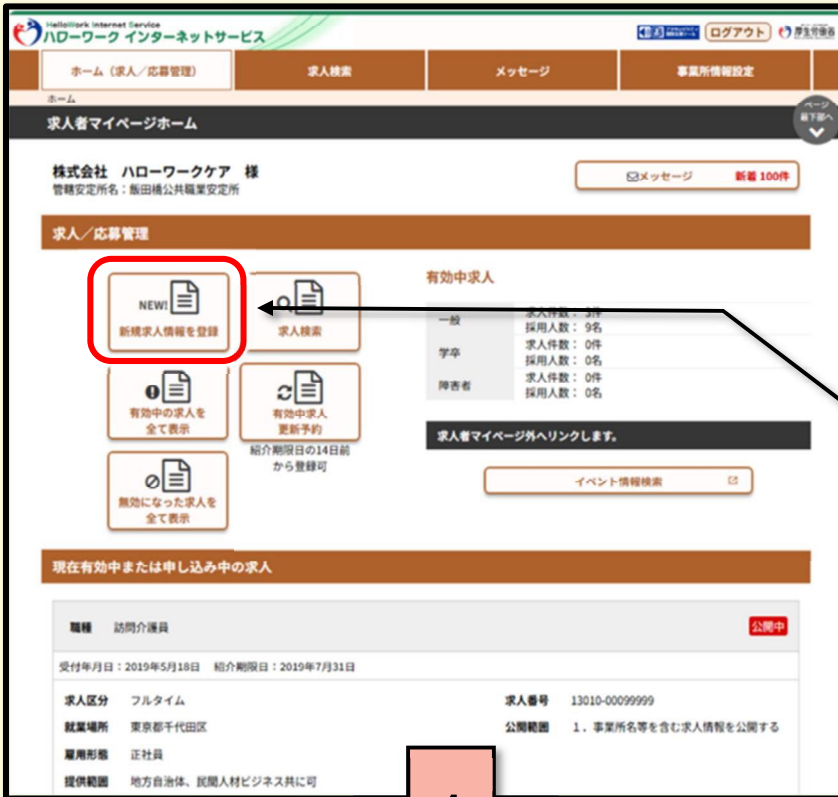 HelloWork Internet Service
ハローワーク インターネットサービス
ログアウト
ホーム（求人／応募管理）
求人検索
メッセージ
事業所情報設定
ホーム
求人者マイページホーム
ページ
最下部へ
株式会社 ハローワークケア 様
管轄安定所名：飯田橋公共職業安定所
メッセージ 新着 100件
求人／応募管理
NEW!
新規求人情報を登録
求人検索
有効中の求人を
全て表示
有効中求人
更新予約
紹介期限日の14日前
から登録可
無効になった求人を
全て表示
有効中求人
一般
求人件数： 3件
採用人数： 9名
学卒
求人件数： 0件
採用人数： 0名
障害者
求人件数： 0件
採用人数： 0名
求人者マイページ外へリンクします。
イベント情報検索
現在有効中または申し込み中の求人
職種 訪問介護員
公開中
受付年月日：2019年5月18日 紹介期限日：2019年7月31日
求人区分 フルタイム
求人番号 13010-00099999
就業場所 東京都千代田区
公開範囲 1．事業所名等を含む求人情報を公開する
雇用形態 正社員
提供範囲 地方自治体、民間人材ビジネス共に可